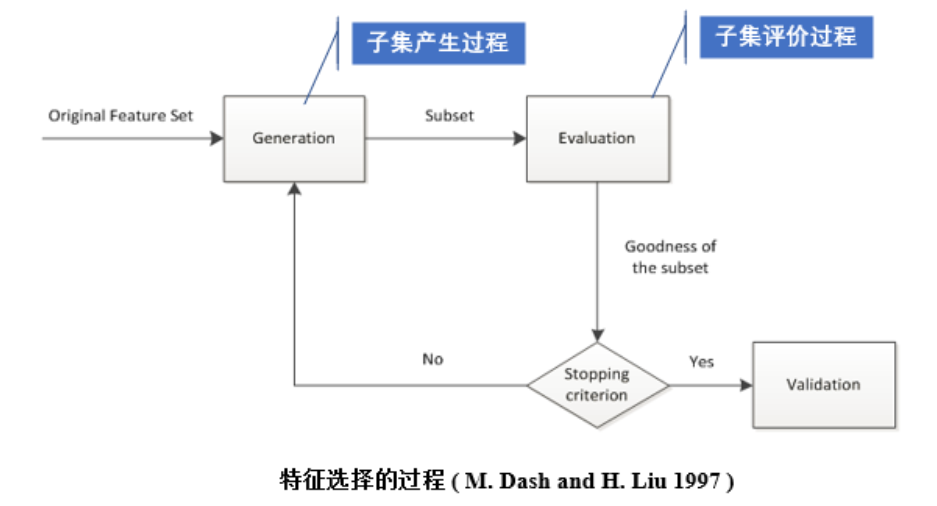 子集产生过程
子集评价过程
Original Feature Set
Generation
Subset
Evaluation
Goodness of
the subset
No
Stopping
criterion
Yes
Validation
特征选择的过程 ( M. Dash and H. Liu 1997 )